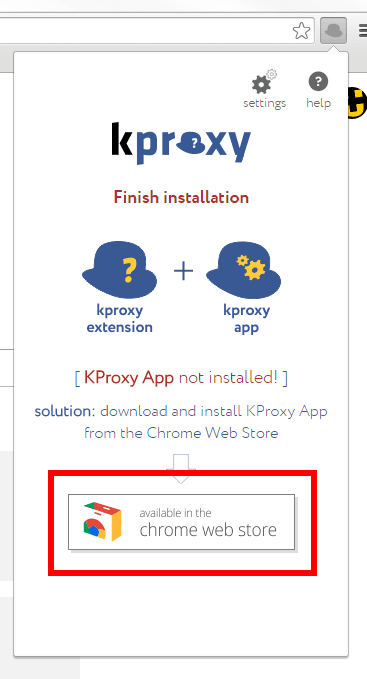 settings
help
kproxy
Finish installation
kproxy
extension
+
kproxy
app
[ KProxy App not installed! ]
solution: download and install KProxy App
from the Chrome Web Store
available in the
chrome web store